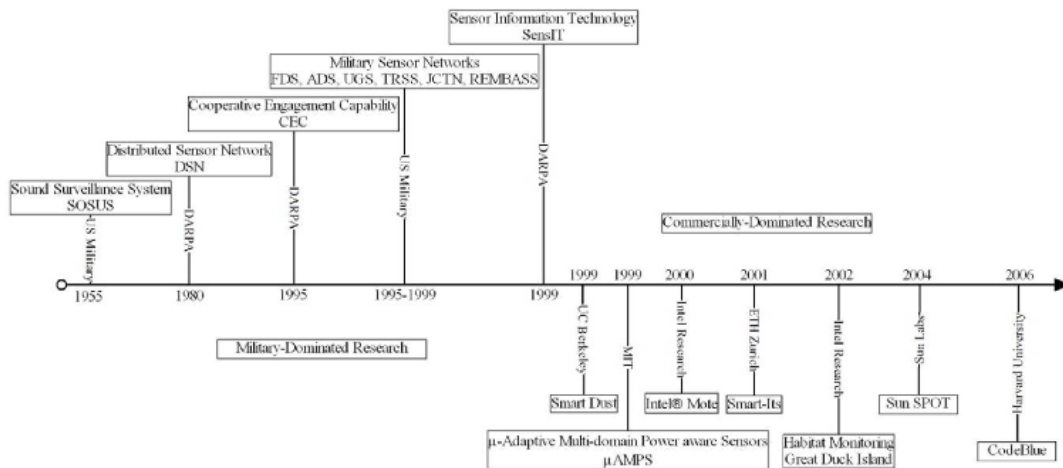 Sensor Information Technology
SensIT
Military Sensor Networks
FDS, ADS, UGS, TRSS, JCTN, REMBASS
Cooperative Engagement Capability
CEC
Distributed Sensor Network
DSN
Sound Surveillance System
SOSUS
US Military
DARPA
DARPA
US Military
DARPA
Commercially-Dominated Research
1955
1980
1995
1995-1999
1999
1999
1999
2000
2001
2002
2004
2006
Military-Dominated Research
UC Berkeley
MIT
Intel Research
ETH Zurich
Intel Research
Sun Labs
Harvard University
Smart Dust
Intel® Mote
Smart-Its
Sun SPOT
μ-Adaptive Multi-domain Power aware Sensors
μAMPS
Habitat Monitoring
Great Duck Island
CodeBlue